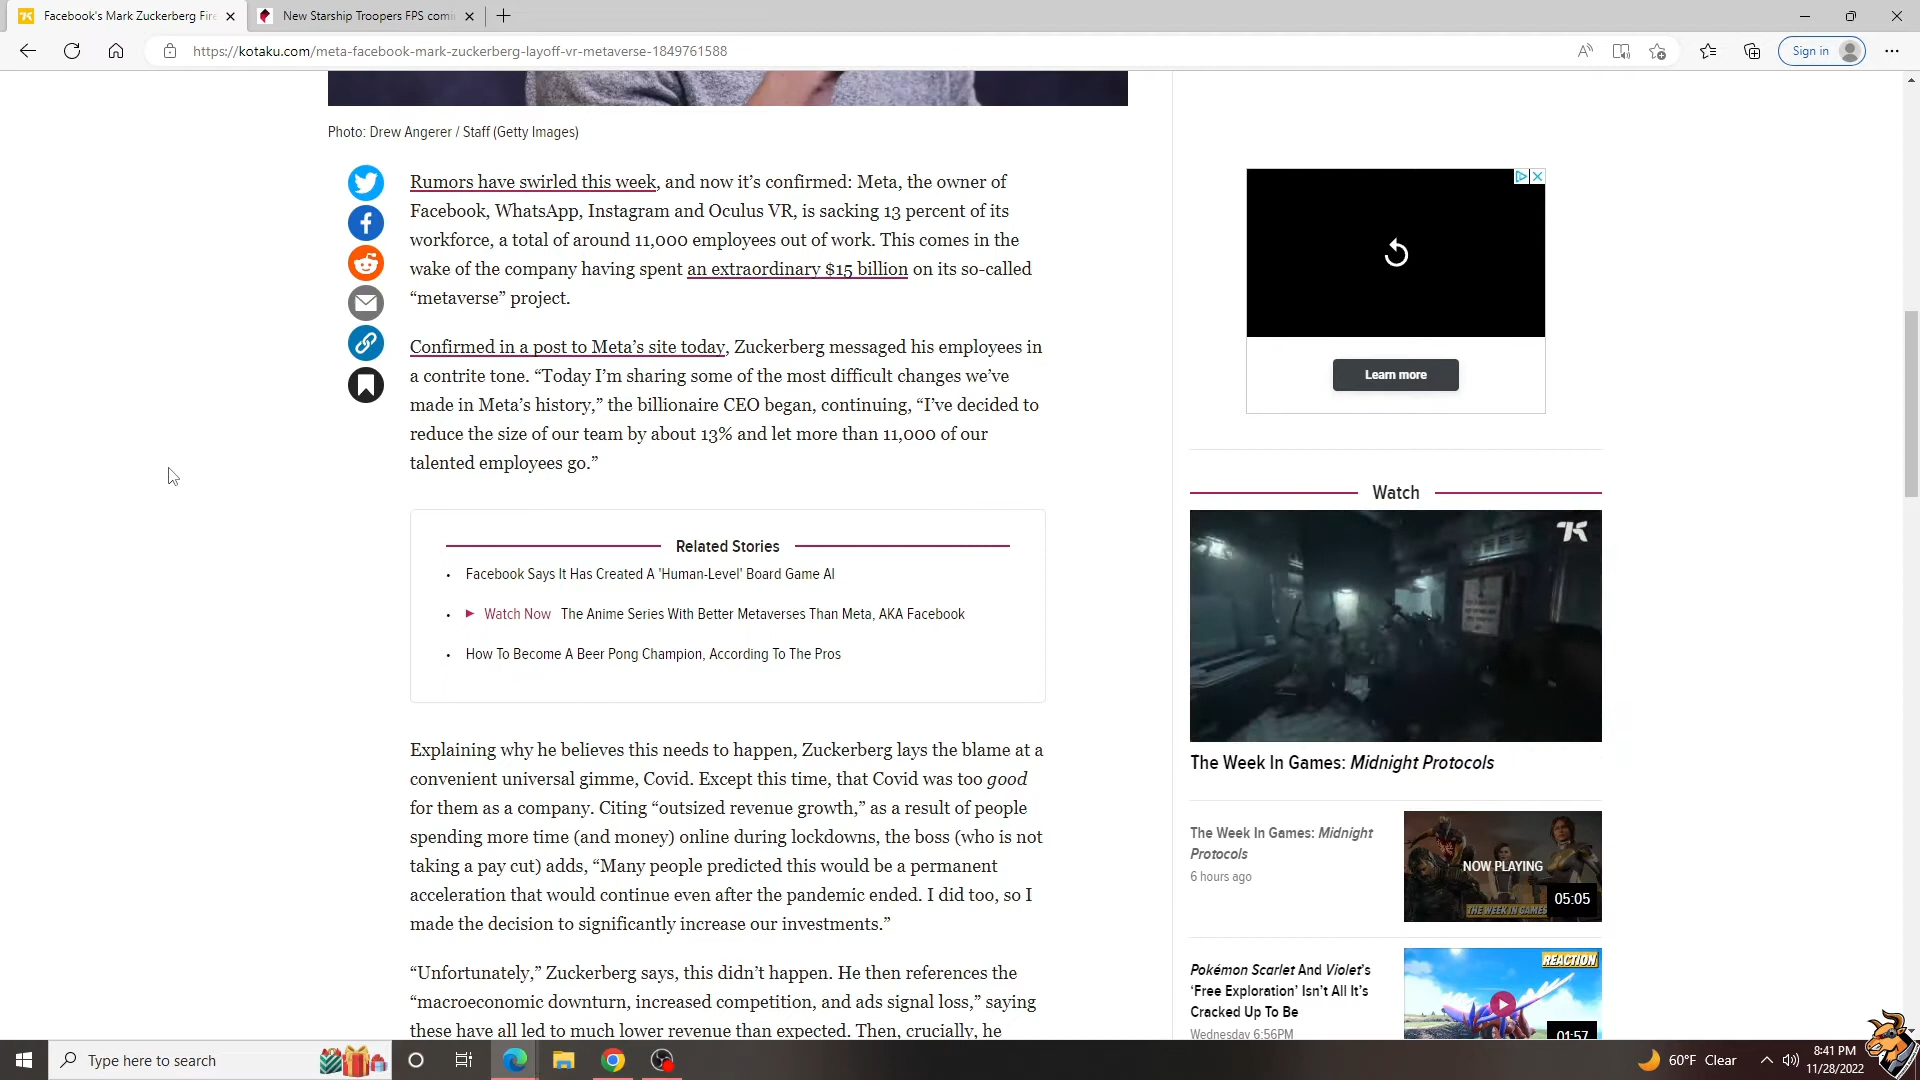 Facebook's Mark Zuckerberg Fire
New Starship Troopers FPS comi
https://kotaku.com/meta-facebook-mark-zuckerberg-layoff-vr-metaverse-1849761588
Sign in
Photo: Drew Angerer / Staff (Getty Images)
Rumors have swirled this week, and now it’s confirmed: Meta, the owner of
Facebook, WhatsApp, Instagram and Oculus VR, is sacking 13 percent of its
workforce, a total of around 11,000 employees out of work. This comes in the
wake of the company having spent an extraordinary $15 billion on its so-called
“metaverse” project.
Confirmed in a post to Meta’s site today, Zuckerberg messaged his employees in
a contrite tone. “Today I’m sharing some of the most difficult changes we’ve
made in Meta’s history,” the billionaire CEO began, continuing, “I’ve decided to
reduce the size of our team by about 13% and let more than 11,000 of our
talented employees go.”
Related Stories
• Facebook Says It Has Created A 'Human-Level' Board Game AI
• Watch Now The Anime Series With Better Metaverses Than Meta, AKA Facebook
• How To Become A Beer Pong Champion, According To The Pros
Explaining why he believes this needs to happen, Zuckerberg lays the blame at a
convenient universal gimme, Covid. Except this time, that Covid was too good
for them as a company. Citing “outsized revenue growth,” as a result of people
spending more time (and money) online during lockdowns, the boss (who is not
taking a pay cut) adds, “Many people predicted this would be a permanent
acceleration that would continue even after the pandemic ended. I did too, so I
made the decision to significantly increase our investments.”
“Unfortunately,” Zuckerberg says, this didn’t happen. He then references the
“macroeconomic downturn, increased competition, and ads signal loss,” saying
these have all led to much lower revenue than expected. Then, crucially, he
Learn more
Watch
The Week In Games: Midnight Protocols
The Week In Games: Midnight
Protocols
6 hours ago
NOW PLAYING
05:05
THE WEEK IN GAMES
Pokémon Scarlet And Violet’s
‘Free Exploration’ Isn’t All It’s
Cracked Up To Be
Wednesday 6:56PM
REACTION
01:57
Type here to search
60°F Clear
8:41 PM
11/28/2022